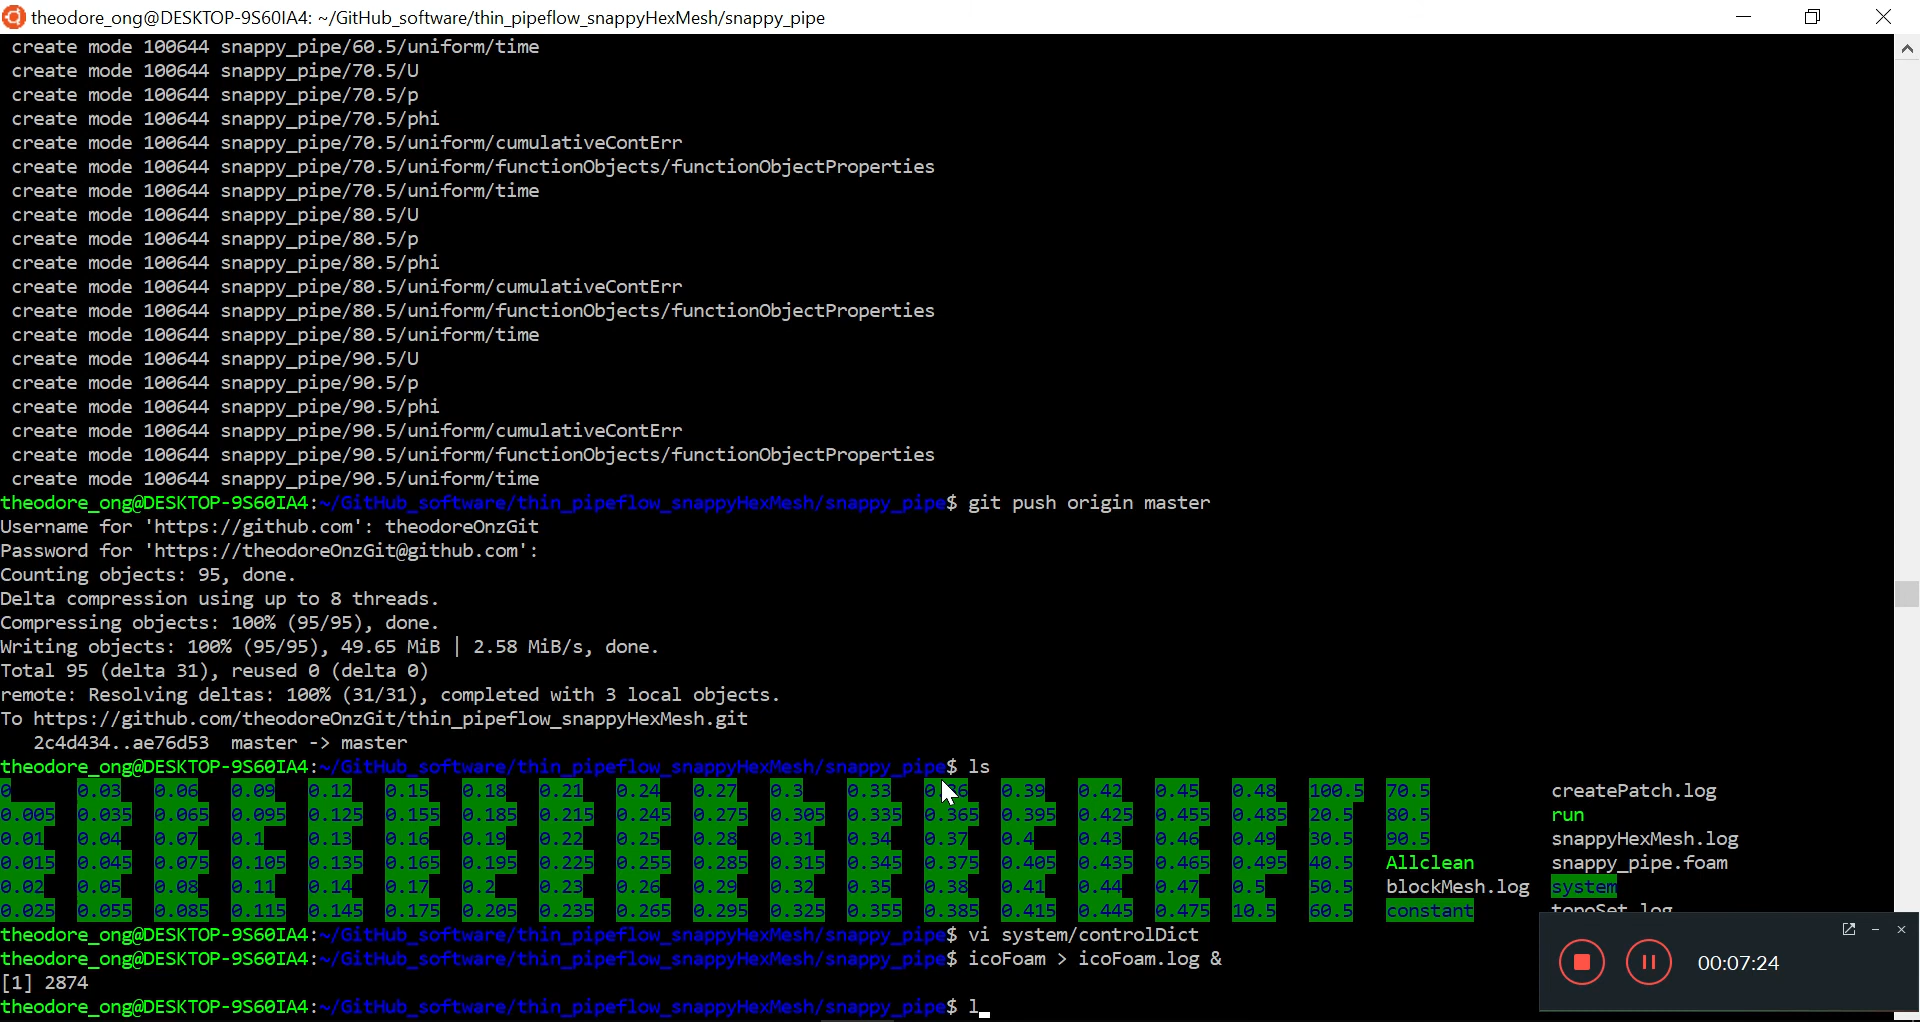 theodore_ong@DESKTOP-9S60IA4: ~/GitHub_software/thin_pipeflow_snappyHexMesh/snappy_pipe
create mode 100644 snappy_pipe/60.5/uniform/time
create mode 100644 snappy_pipe/70.5/U
create mode 100644 snappy_pipe/70.5/p
create mode 100644 snappy_pipe/70.5/phi
create mode 100644 snappy_pipe/70.5/uniform/cumulativeContErr
create mode 100644 snappy_pipe/70.5/uniform/functionObjects/functionObjectProperties
create mode 100644 snappy_pipe/70.5/uniform/time
create mode 100644 snappy_pipe/80.5/U
create mode 100644 snappy_pipe/80.5/p
create mode 100644 snappy_pipe/80.5/phi
create mode 100644 snappy_pipe/80.5/uniform/cumulativeContErr
create mode 100644 snappy_pipe/80.5/uniform/functionObjects/functionObjectProperties
create mode 100644 snappy_pipe/80.5/uniform/time
create mode 100644 snappy_pipe/90.5/U
create mode 100644 snappy_pipe/90.5/p
create mode 100644 snappy_pipe/90.5/phi
create mode 100644 snappy_pipe/90.5/uniform/cumulativeContErr
create mode 100644 snappy_pipe/90.5/uniform/functionObjects/functionObjectProperties
create mode 100644 snappy_pipe/90.5/uniform/time
theodore_ong@DESKTOP-9S60IA4:~/GitHub_software/thin_pipeflow_snappyHexMesh/snappy_pipe$ git push origin master
Username for 'https://github.com': theodoreOnzGit
Password for 'https://theodoreOnzGit@github.com':
Counting objects: 95, done.
Delta compression using up to 8 threads.
Compressing objects: 100% (95/95), done.
Writing objects: 100% (95/95), 49.65 MiB | 2.58 MiB/s, done.
Total 95 (delta 31), reused 0 (delta 0)
remote: Resolving deltas: 100% (31/31), completed with 3 local objects.
To https://github.com/theodoreOnzGit/thin_pipeflow_snappyHexMesh.git
2c4d434..ae76d53 master -> master
theodore_ong@DESKTOP-9S60IA4:~/GitHub_software/thin_pipeflow_snappyHexMesh/snappy_pipe$ ls
0 0.03 0.06 0.09 0.12 0.15 0.18 0.21 0.24 0.27 0.3 0.33 0.36 0.39 0.42 0.45 0.48 100.5 70.5 createPatch.log
0.005 0.035 0.065 0.095 0.125 0.155 0.185 0.215 0.245 0.275 0.305 0.335 0.365 0.395 0.425 0.455 0.485 20.5 80.5 run
0.01 0.04 0.07 0.1 0.13 0.16 0.19 0.22 0.25 0.28 0.31 0.34 0.37 0.4 0.43 0.46 0.49 30.5 90.5 snappyHexMesh.log
0.015 0.045 0.075 0.105 0.135 0.165 0.195 0.225 0.255 0.285 0.315 0.345 0.375 0.405 0.435 0.465 0.495 40.5 Allclean snappy_pipe.foam
0.02 0.05 0.08 0.11 0.14 0.17 0.2 0.23 0.26 0.29 0.32 0.35 0.38 0.41 0.44 0.47 0.5 50.5 blockMesh.log system
0.025 0.055 0.085 0.115 0.145 0.175 0.205 0.235 0.265 0.295 0.325 0.355 0.385 0.415 0.445 0.475 10.5 60.5 constant topoSet.log
theodore_ong@DESKTOP-9S60IA4:~/GitHub_software/thin_pipeflow_snappyHexMesh/snappy_pipe$ vi system/controlDict
theodore_ong@DESKTOP-9S60IA4:~/GitHub_software/thin_pipeflow_snappyHexMesh/snappy_pipe$ icoFoam > icoFoam.log &
[1] 2874
theodore_ong@DESKTOP-9S60IA4:~/GitHub_software/thin_pipeflow_snappyHexMesh/snappy_pipe$ l
00:07:24